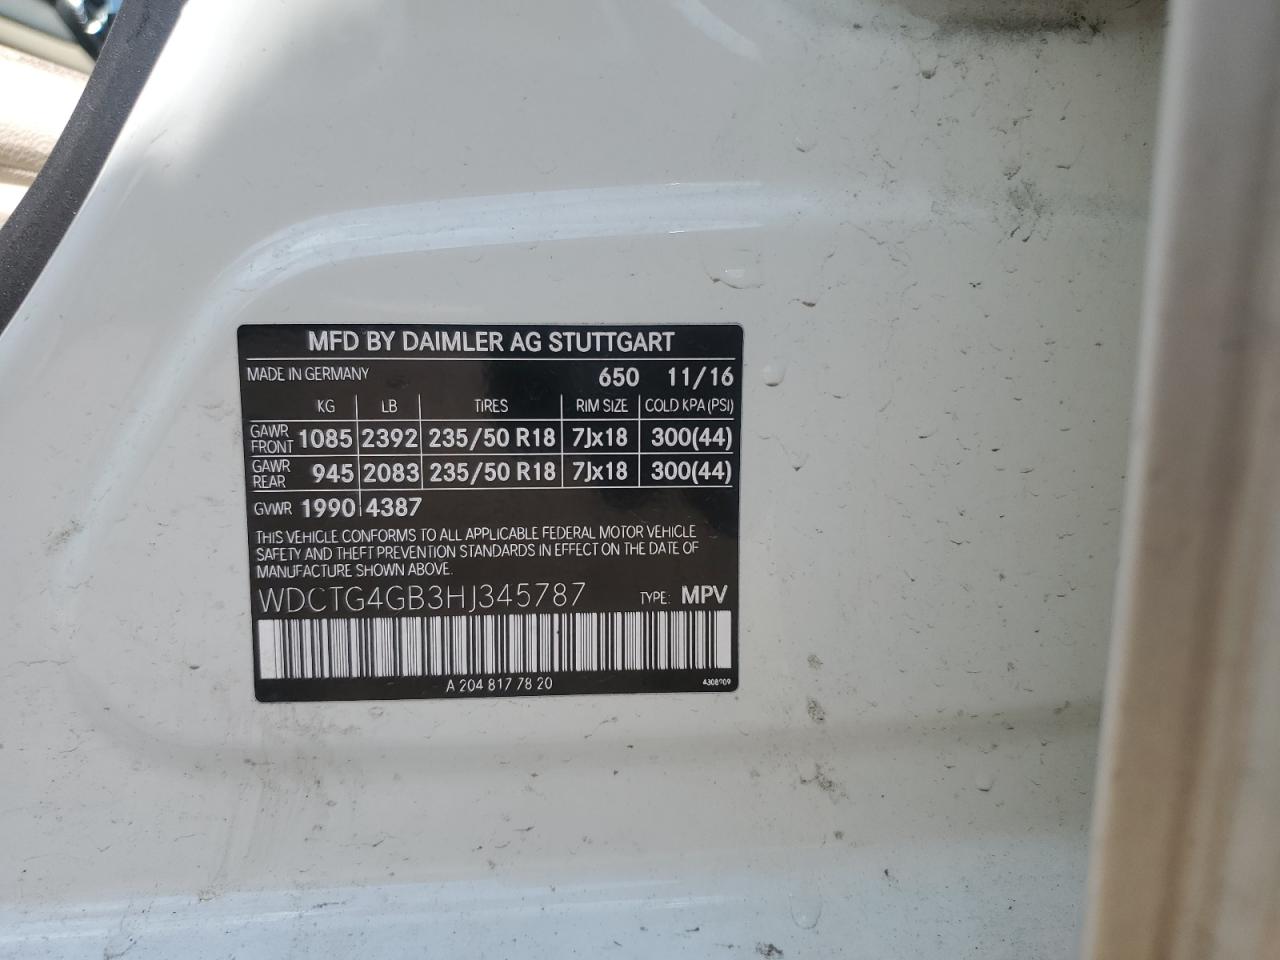 MFD BY DAIMLER AG STUTTGART
MADE IN GERMANY 650 11/16
KG LB TIRES RIM SIZE COLD KPA (PSI)
GAWR FRONT 1085 2392 235/50 R18 7Jx18 300(44)
GAWR REAR 945 2083 235/50 R18 7Jx18 300(44)
GVWR 1990 4387
THIS VEHICLE CONFORMS TO ALL APPLICABLE FEDERAL MOTOR VEHICLE
SAFETY AND THEFT PREVENTION STANDARDS IN EFFECT ON THE DATE OF
MANUFACTURE SHOWN ABOVE.
WDCTG4GB3HJ345787 TYPE: MPV
A 204 817 78 20